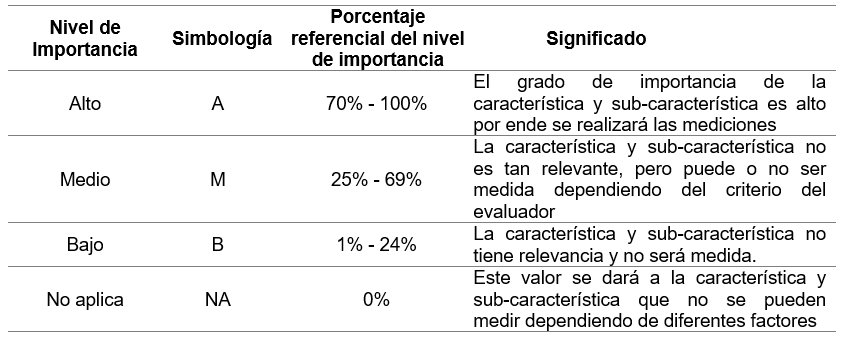 Nivel de Importancia Simbología Porcentaje referencial del nivel de importancia Significado
Alto A 70% - 100% El grado de importancia de la
característica y sub-característica es alto
por ende se realizará las mediciones
Medio M 25% - 69% La característica y sub-característica no
es tan relevante, pero puede o no ser
medida dependiendo del criterio del
evaluador
Bajo B 1% - 24% La característica y sub-característica no
tiene relevancia y no será medida.
No aplica NA 0% Este valor se dará a la característica y
sub-característica que no se pueden
medir dependiendo de diferentes factores